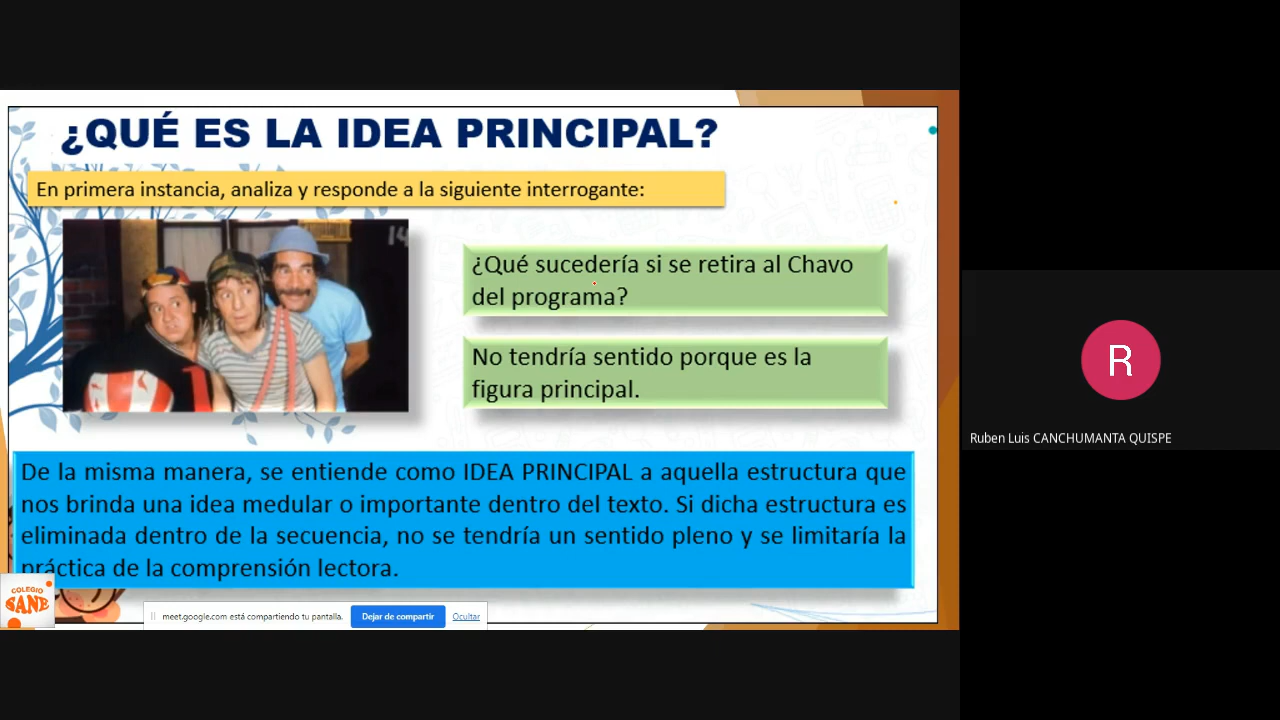 ¿QUÉ ES LA IDEA PRINCIPAL?
En primera instancia, analiza y responde a la siguiente interrogante:
14
¿Qué sucedería si se retira al Chavo
del programa?
No tendría sentido porque es la
figura principal.
De la misma manera, se entiende como IDEA PRINCIPAL a aquella estructura que
nos brinda una idea medular o importante dentro del texto. Si dicha estructura es
eliminada dentro de la secuencia, no se tendría un sentido pleno y se limitaría la
práctica de la comprensión lectora.
COLEGIO
SANE
meet.google.com está compartiendo tu pantalla.
Dejar de compartir
Ocultar
R
Ruben Luis CANCHUMANTA QUISPE